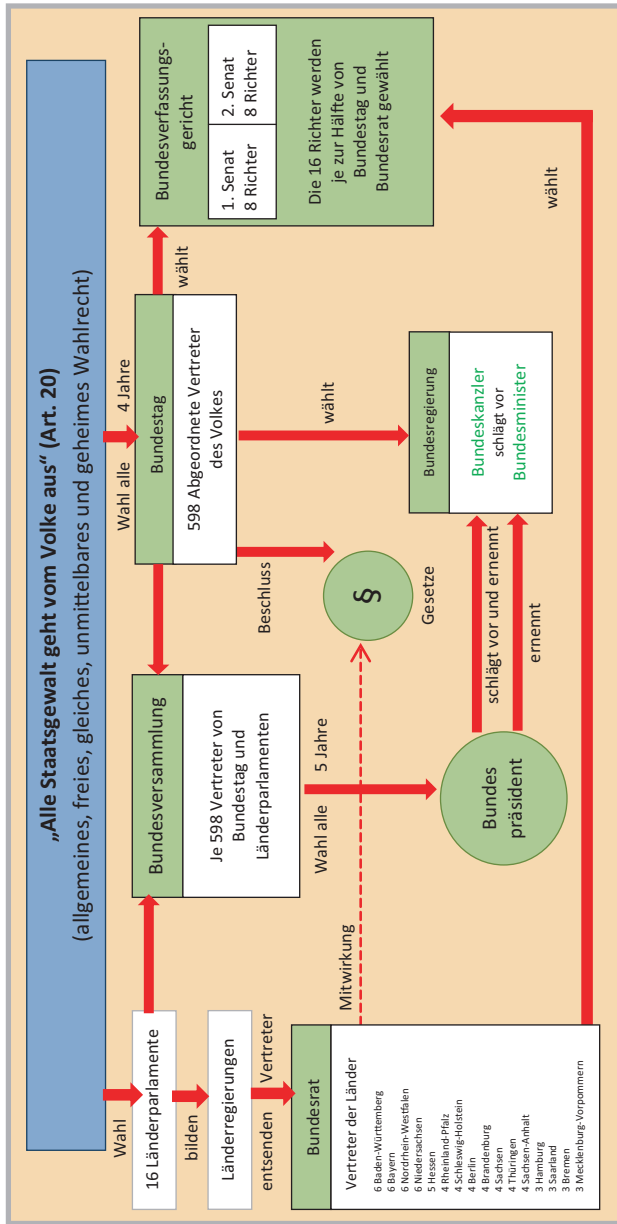 „Alle Staatsgewalt geht vom Volke aus“ (Art. 20)
(allgemeines, freies, gleiches, unmittelbares und geheimes Wahlrecht)
Wahl
16 Länderparlamente
bilden
Länderregierungen
entsenden Vertreter
Bundesrat
Vertreter der Länder
6 Baden-Württemberg
6 Bayern
6 Nordrhein-Westfalen
6 Niedersachsen
5 Hessen
4 Rheinland-Pfalz
4 Schleswig-Holstein
4 Berlin
4 Brandenburg
4 Sachsen
4 Thüringen
4 Sachsen-Anhalt
3 Hamburg
3 Saarland
3 Bremen
3 Mecklenburg-Vorpommern
Mitwirkung
Bundesversammlung
Je 598 Vertreter von
Bundestag und
Länderparlamenten
Wahl alle 5 Jahre
Bundes
präsident
schlägt vor und ernennt
ernennt
Wahl alle 4 Jahre
Bundestag
598 Abgeordnete Vertreter
des Volkes
Beschluss
§
Gesetze
wählt
Bundesregierung
Bundeskanzler
schlägt vor
Bundesminister
wählt
Bundesverfassungs-
gericht
1. Senat
8 Richter
2. Senat
8 Richter
Die 16 Richter werden
je zur Hälfte von
Bundestag und
Bundesrat gewählt
wählt